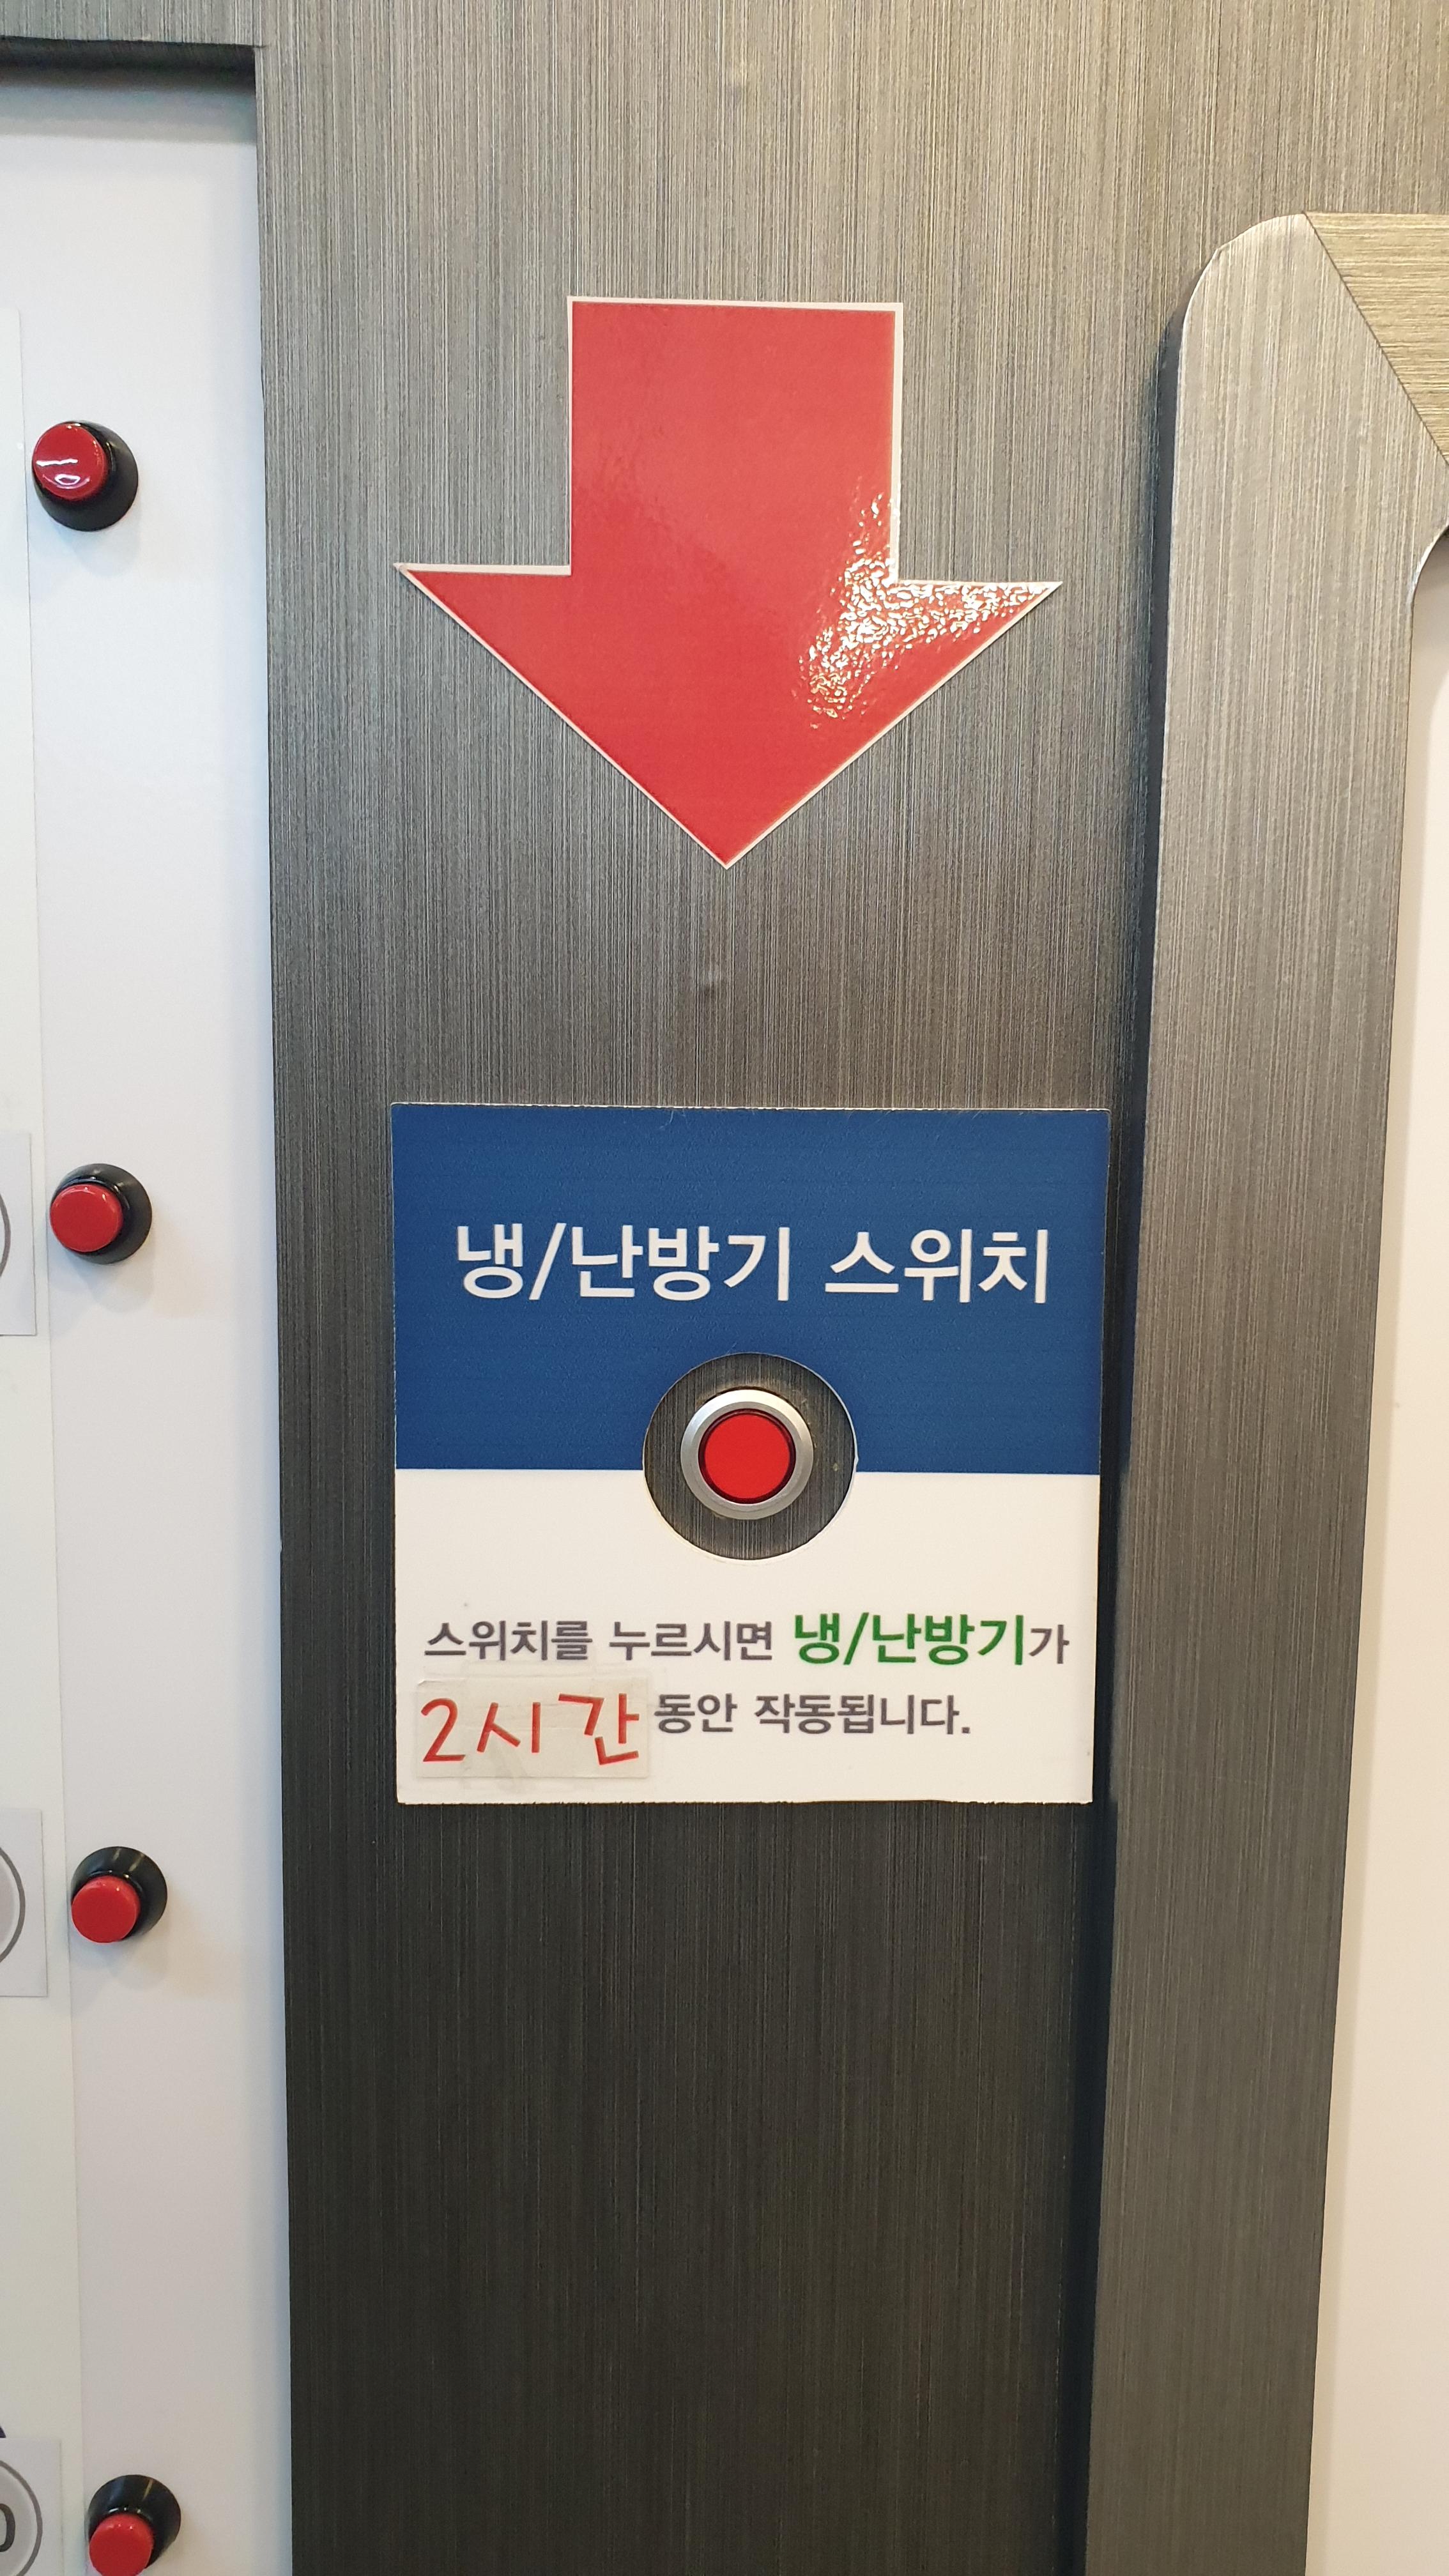 냉/난방기 스위치
스위치를 누르시면 냉/난방기가
2시간 동안 작동됩니다.